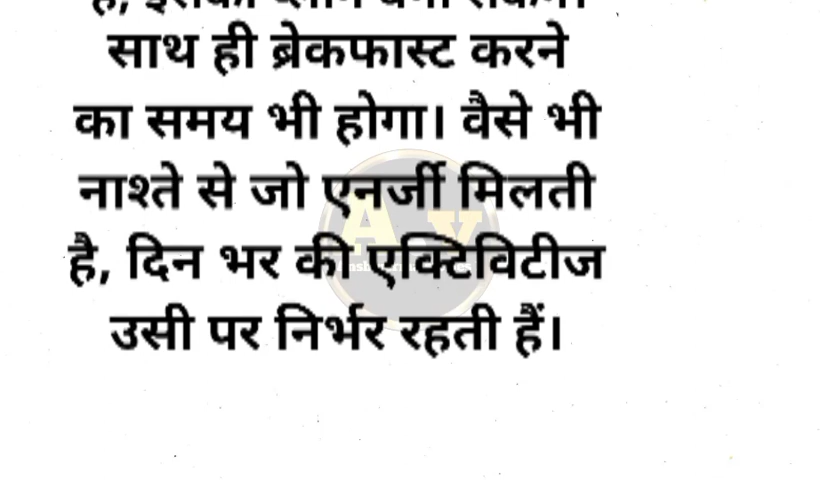 साथ ही ब्रेकफास्ट करने
का समय भी होगा। वैसे भी
नाश्ते से जो एनर्जी मिलती
है, दिन भर की एक्टिविटीज
उसी पर निर्भर रहती हैं।